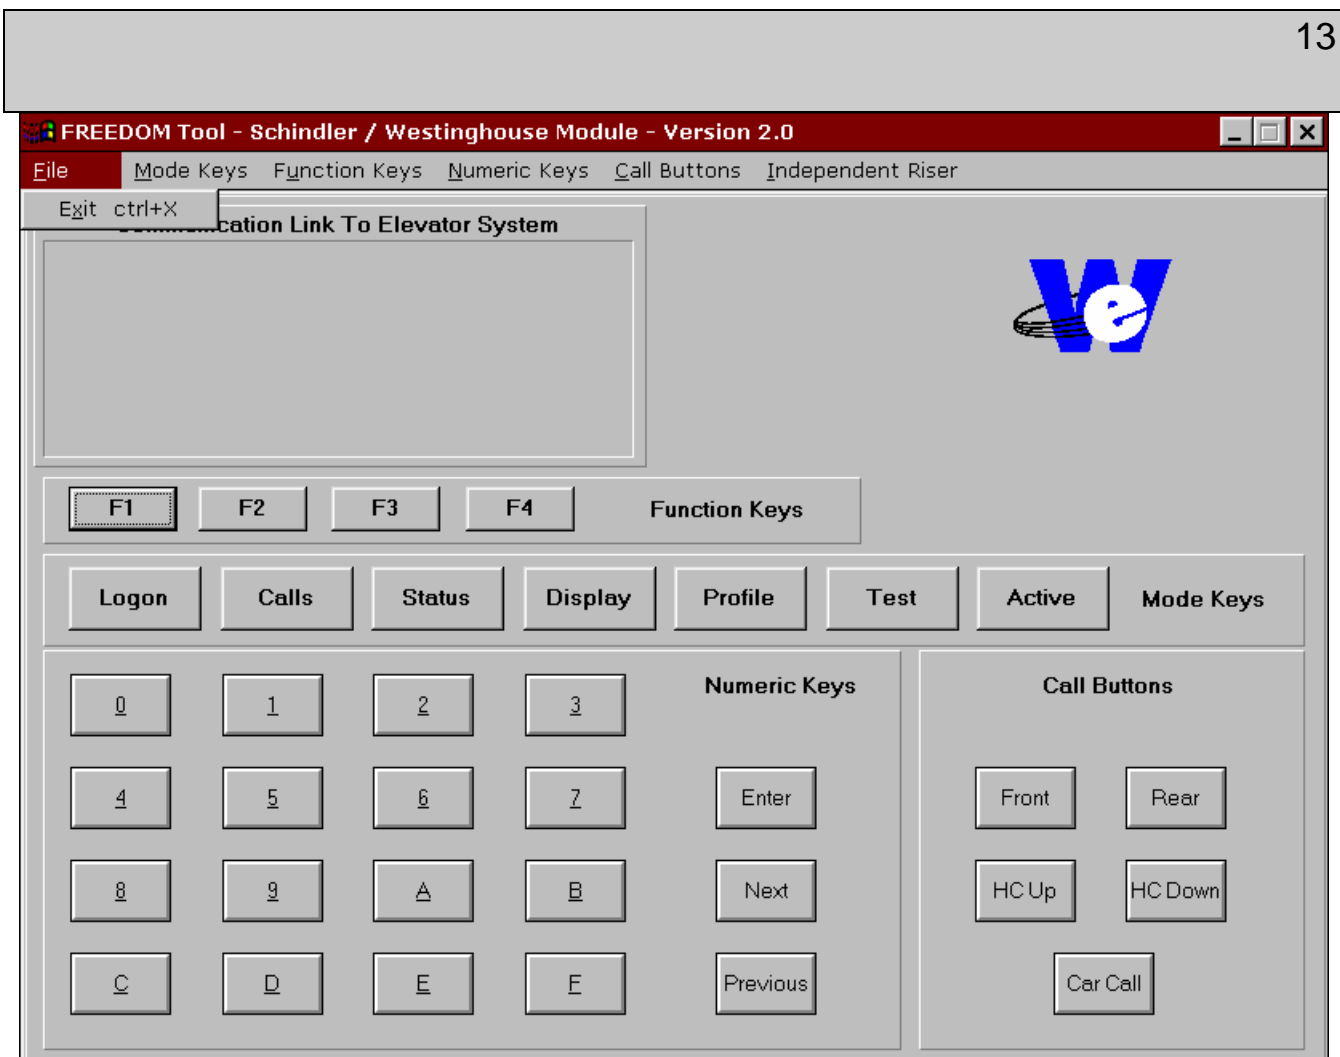 13
FREEDOM Tool - Schindler / Westinghouse Module - Version 2.0
File Mode Keys Function Keys Numeric Keys Call Buttons Independent Riser
Exit ctrl+X
Link To Elevator System
F1 F2 F3 F4 Function Keys
Logon Calls Status Display Profile Test Active Mode Keys
Numeric Keys Call Buttons
0 1 2 3
4 5 6 7 Enter Front Rear
8 9 A B Next HC Up HC Down
C D E F Previous Car Call
We